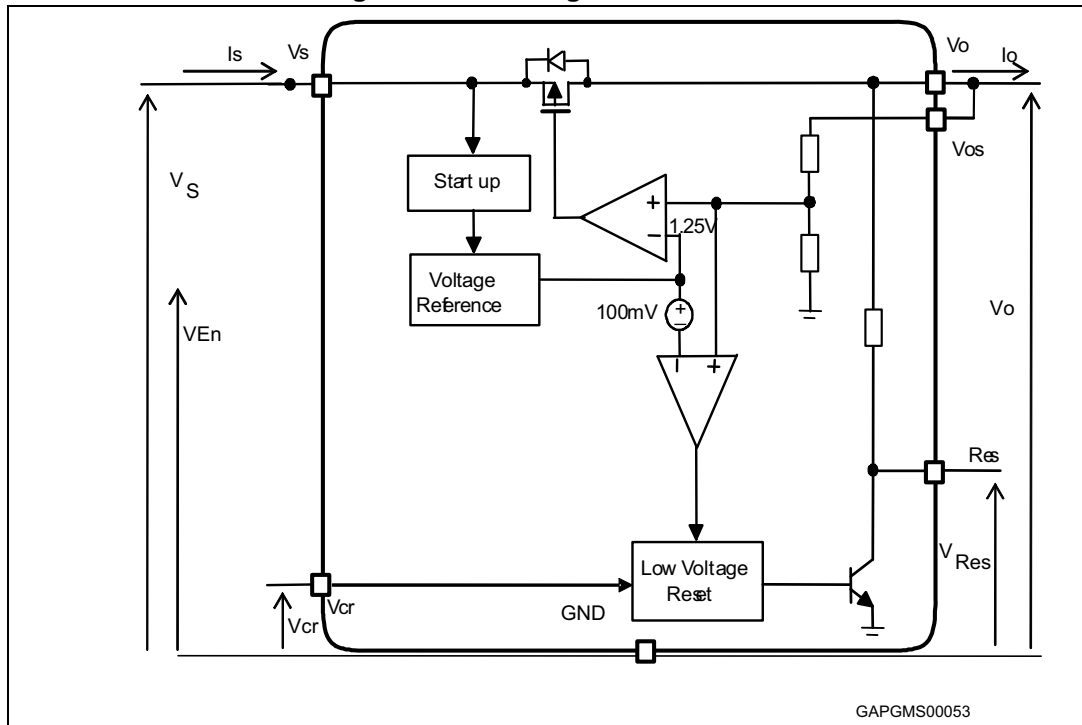 Is
Vs
Vo
Io
Vos
V
S
Start up
+
1.25V
−
Voltage
Reference
100mV
+
−
VEn
Vo
− +
Res
Low Voltage
Reset
V
Res
Vcr
Vcr
GND
GAPGMS00053